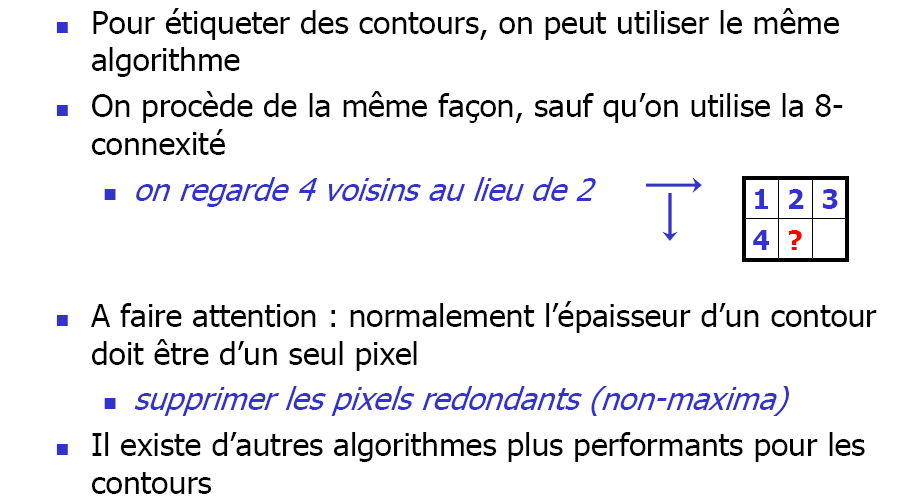 Pour étiqueter des contours, on peut utiliser le même
algorithme
On procède de la même façon, sauf qu'on utilise la 8-
connexité
on regarde 4 voisins au lieu de 2
1 2 3
4 ?
A faire attention : normalement l'épaisseur d'un contour
doit être d'un seul pixel
supprimer les pixels redondants (non-maxima)
Il existe d'autres algorithmes plus performants pour les
contours